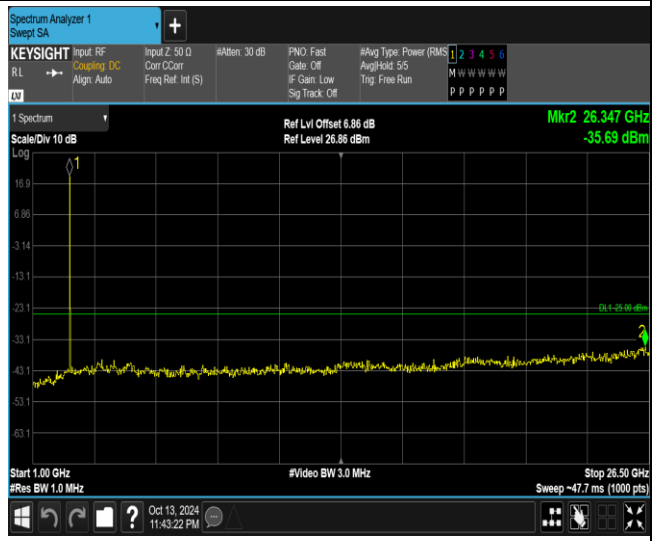 Spectrum Analyzer 1
Swept SA
+
KEYSIGHT
RL
LXI
Input: RF
Coupling: DC
Align: Auto
Input Z: 50 Ω
Corr CCorr
Freq Ref: Int (S)
#Atten: 30 dB
PNO: Fast
Gate: Off
IF Gain: Low
Sig Track: Off
#Avg Type: Power (RMS
Avg|Hold: 5/5
Trig: Free Run
1 2 3 4 5 6
M W W W W W
P P P P P P
1 Spectrum
Scale/Div 10 dB
Log
Ref Lvl Offset 6.86 dB
Ref Level 26.86 dBm
Mkr2 26.347 GHz
-35.69 dBm
1
16.9
6.86
-3.14
-13.1
-23.1
DL1 -25.00 dBm
2
-33.1
-43.1
-53.1
-63.1
Start 1.00 GHz
#Res BW 1.0 MHz
#Video BW 3.0 MHz
Stop 26.50 GHz
Sweep ~47.7 ms (1000 pts)
?
Oct 13, 2024
11:43:22 PM